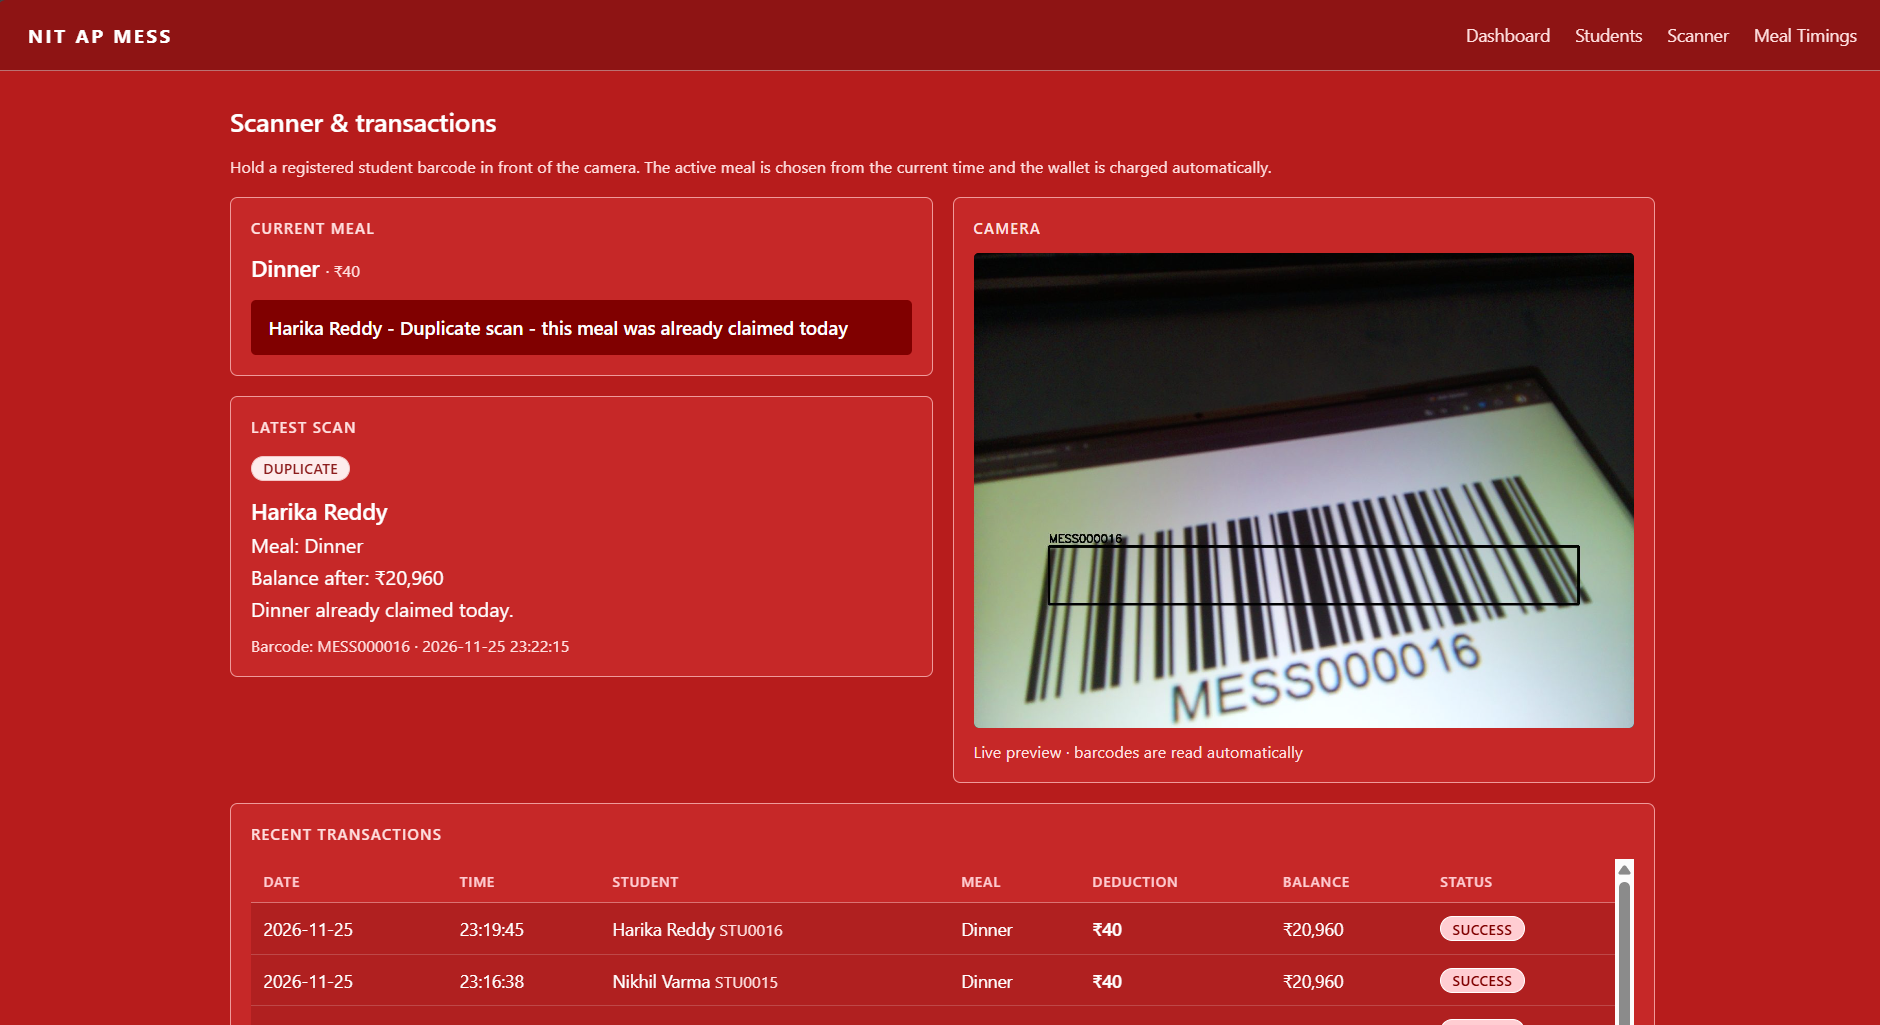 NIT AP MESS
Dashboard Students Scanner Meal Timings
Scanner & transactions
Hold a registered student barcode in front of the camera. The active meal is chosen from the current time and the wallet is charged automatically.
CURRENT MEAL
Dinner · ₹40
Harika Reddy - Duplicate scan - this meal was already claimed today
LATEST SCAN
DUPLICATE
Harika Reddy
Meal: Dinner
Balance after: ₹20,960
Dinner already claimed today.
Barcode: MESS000016 · 2026-11-25 23:22:15
CAMERA
MESS000016
MESS000016
Live preview · barcodes are read automatically
RECENT TRANSACTIONS
DATE TIME STUDENT MEAL DEDUCTION BALANCE STATUS
2026-11-25 23:19:45 Harika Reddy STU0016 Dinner ₹40 ₹20,960 SUCCESS
2026-11-25 23:16:38 Nikhil Varma STU0015 Dinner ₹40 ₹20,960 SUCCESS